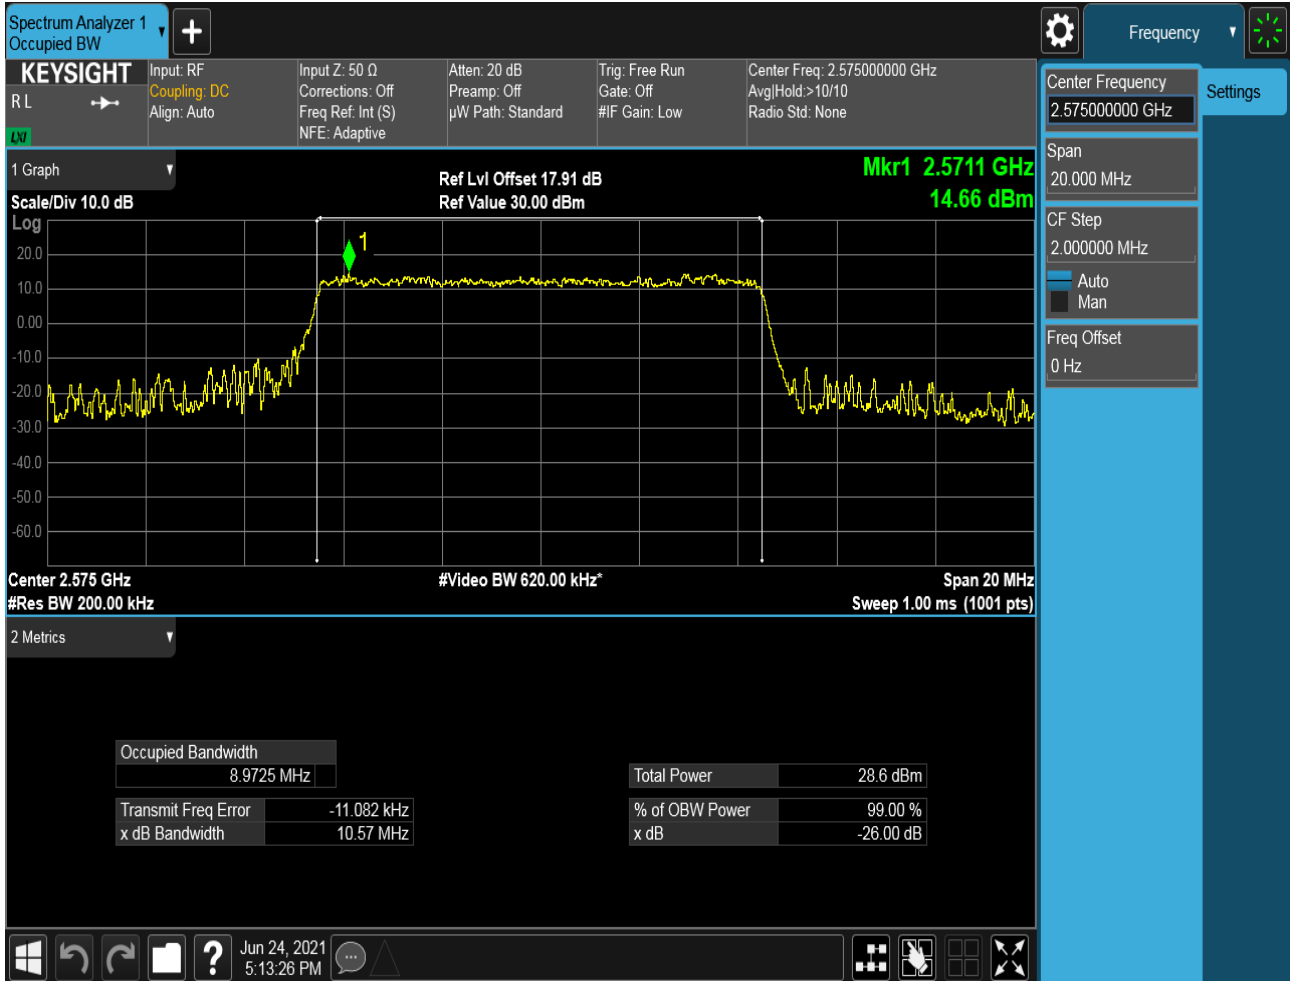 Spectrum Analyzer 1
Occupied BW
Frequency
KEYSIGHT
R L
LXI
Input: RF
Coupling: DC
Align: Auto
Input Z: 50 Ω
Corrections: Off
Freq Ref: Int (S)
NFE: Adaptive
Atten: 20 dB
Preamp: Off
µW Path: Standard
Trig: Free Run
Gate: Off
#IF Gain: Low
Center Freq: 2.575000000 GHz
Avg|Hold:>10/10
Radio Std: None
Center Frequency
2.575000000 GHz
Settings
Span
20.000 MHz
CF Step
2.000000 MHz
Auto
Man
Freq Offset
0 Hz
1 Graph
Scale/Div 10.0 dB
Ref Lvl Offset 17.91 dB
Ref Value 30.00 dBm
Mkr1 2.5711 GHz
14.66 dBm
Log
1
20.0
10.0
0.00
-10.0
-20.0
-30.0
-40.0
-50.0
-60.0
Center 2.575 GHz
#Video BW 620.00 kHz*
Span 20 MHz
#Res BW 200.00 kHz
Sweep 1.00 ms (1001 pts)
2 Metrics
Occupied Bandwidth
8.9725 MHz
Total Power 28.6 dBm
Transmit Freq Error -11.082 kHz
% of OBW Power 99.00 %
x dB Bandwidth 10.57 MHz
x dB -26.00 dB
?
Jun 24, 2021
5:13:26 PM